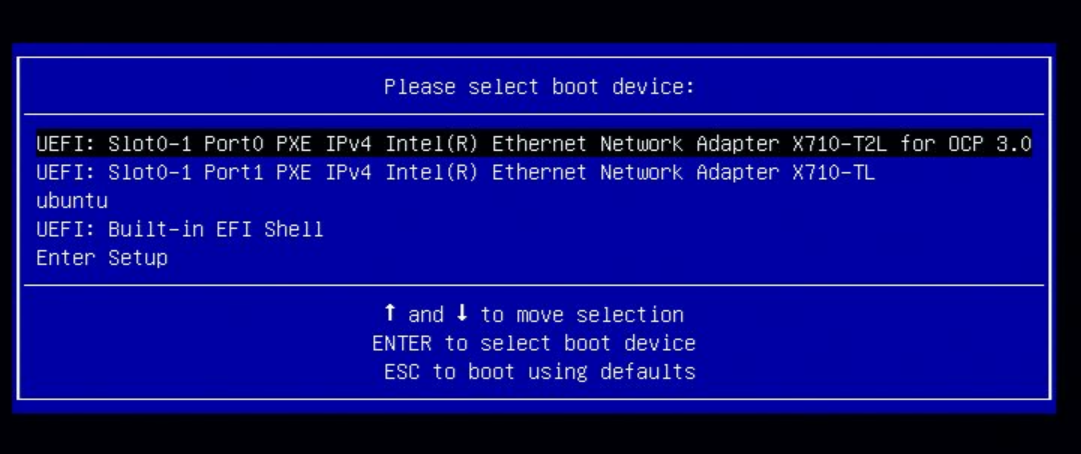 Please select boot device:
UEFI: Slot0-1 Port0 PXE IPv4 Intel(R) Ethernet Network Adapter X710-T2L for OCP 3.0
UEFI: Slot0-1 Port1 PXE IPv4 Intel(R) Ethernet Network Adapter X710-TL
ubuntu
UEFI: Built-in EFI Shell
Enter Setup
↑ and ↓ to move selection
ENTER to select boot device
ESC to boot using defaults